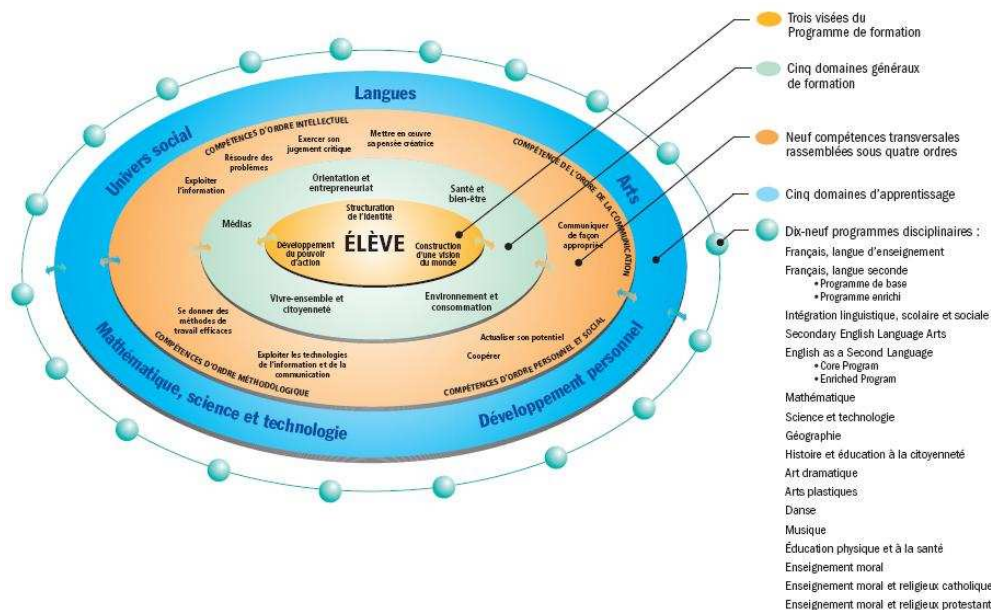 Trois visées du
Programme de formation
Cinq domaines généraux
de formation
Neuf compétences transversales
rassemblées sous quatre ordres
Cinq domaines d'apprentissage
Dix-neuf programmes disciplinaires :
Français, langue d'enseignement
Français, langue seconde
• Programme de base
• Programme enrichi
Intégration linguistique, scolaire et sociale
Secondary English Language Arts
English as a Second Language
• Core Program
• Enriched Program
Mathématique
Science et technologie
Géographie
Histoire et éducation à la citoyenneté
Art dramatique
Arts plastiques
Danse
Musique
Éducation physique et à la santé
Enseignement moral
Enseignement moral et religieux catholique
Enseignement moral et religieux protestant
Langues
Univers social
Arts
Mathématique, science et technologie
Développement personnel
COMPÉTENCES D'ORDRE INTELLECTUEL
Exploiter
l'information
Résoudre des
problèmes
Exercer son
jugement critique
Mettre en œuvre
sa pensée créatrice
COMPÉTENCE DE L'ORDRE DE LA COMMUNICATION
Communiquer
de façon
appropriée
COMPÉTENCES D'ORDRE MÉTHODOLOGIQUE
Se donner des
méthodes de
travail efficaces
Exploiter les technologies
de l'information et de la
communication
COMPÉTENCES D'ORDRE PERSONNEL ET SOCIAL
Actualiser son potentiel
Coopérer
Orientation et
entrepreneuriat
Santé et
bien-être
Médias
Vivre-ensemble et
citoyenneté
Environnement et
consommation
Structuration
de l'identité
ÉLÈVE
Développement
du pouvoir
d'action
Construction
d'une vision
du monde